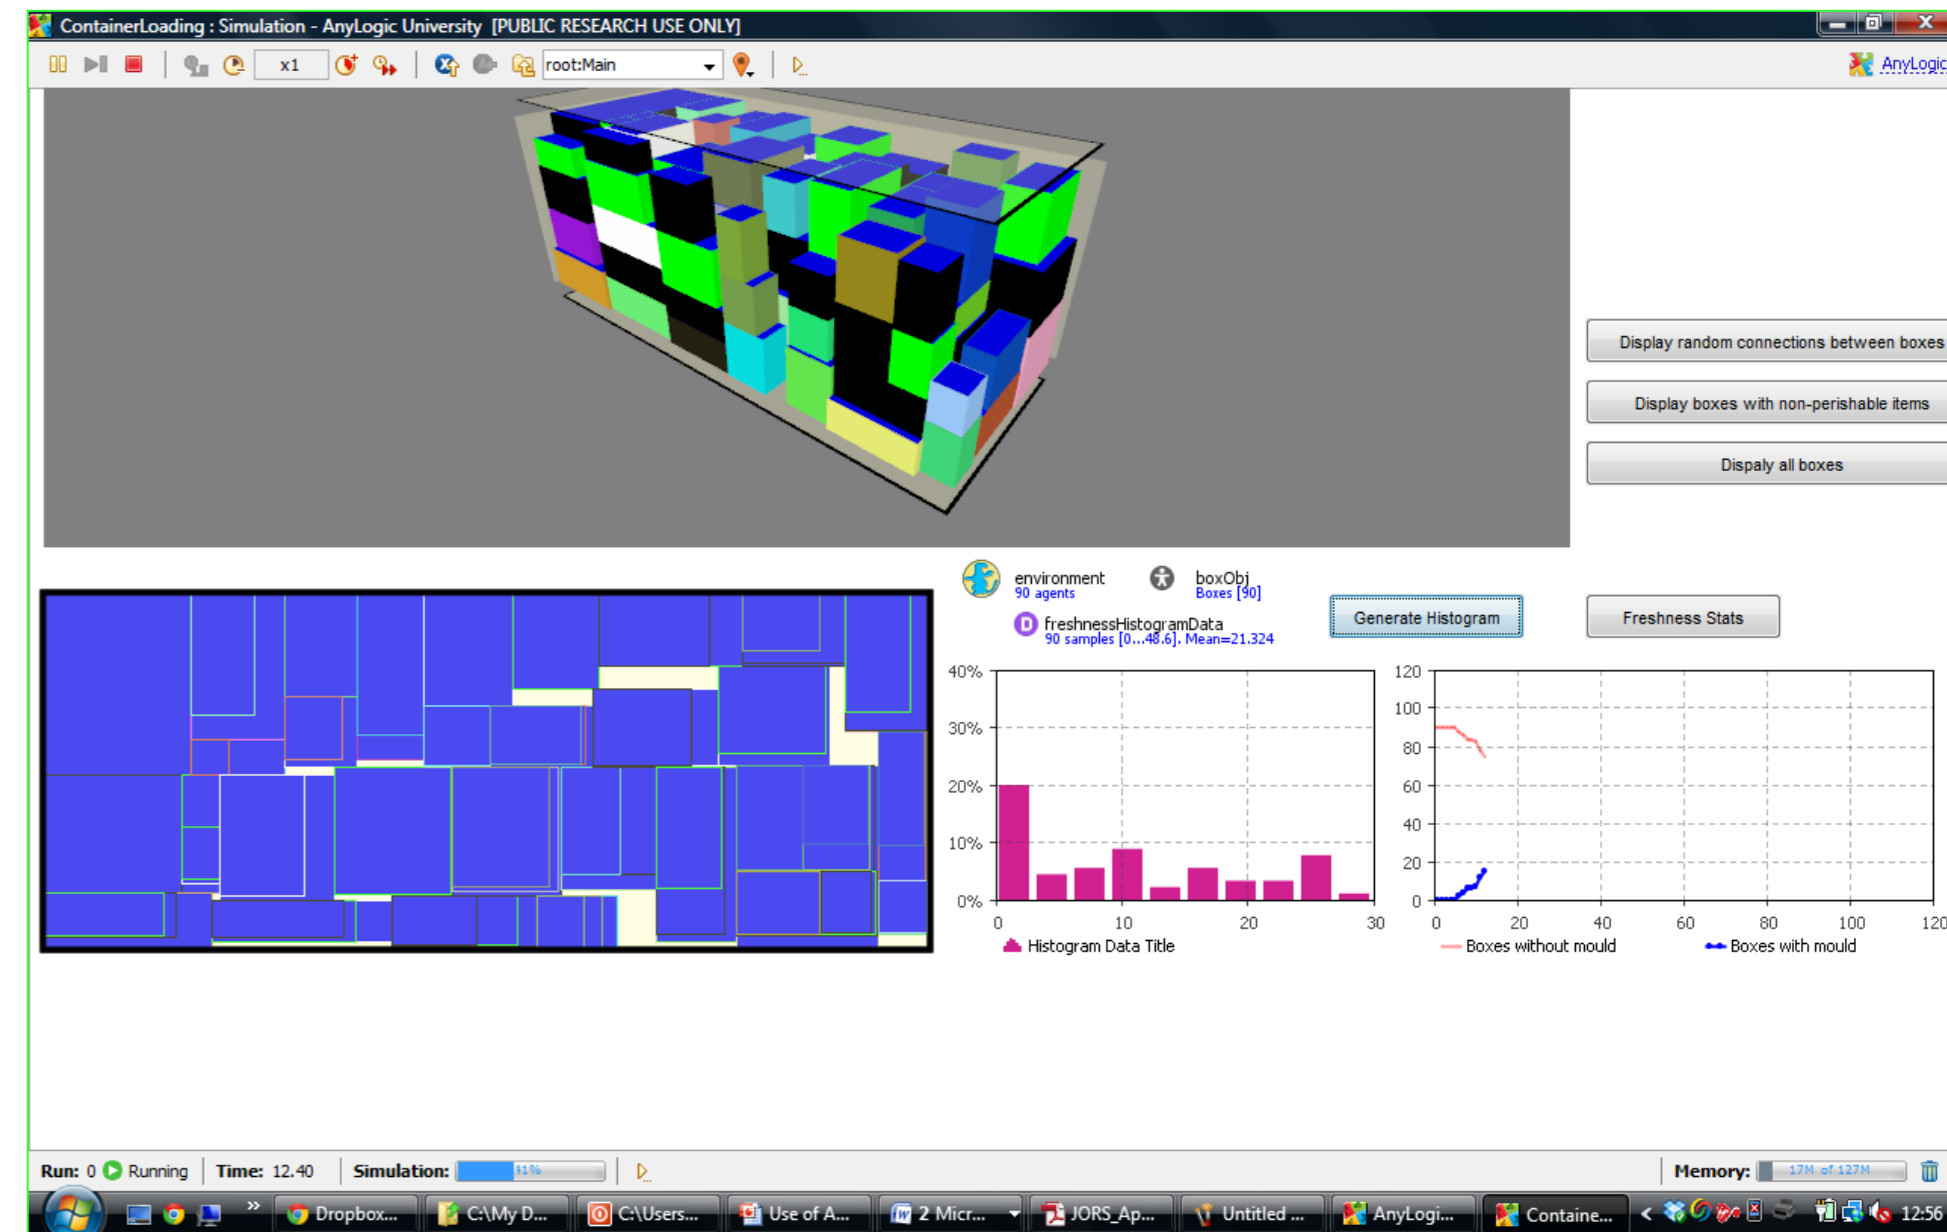 ContainerLoading : Simulation - AnyLogic University [PUBLIC RESEARCH USE ONLY]
x1
root:Main
AnyLogic
Display random connections between boxes
Display boxes with non-perishable items
Dispaly all boxes
environment
90 agents
boxObj
Boxes [90]
freshnessHistogramData
90 samples [0...48.6]. Mean=21.324
Generate Histogram
Freshness Stats
40%
30%
20%
10%
0%
0 10 20 30
Histogram Data Title
120
100
80
60
40
20
0
0 20 40 60 80 100 120
Boxes without mould
Boxes with mould
Run: 0 Running Time: 12.40 Simulation: 41% Memory: 17M of 127M
Dropbox... C:\My D... C:\Users... Use of A... 2 Micr... JORS_Ap... Untitled ... AnyLogi... Containe... 12:56